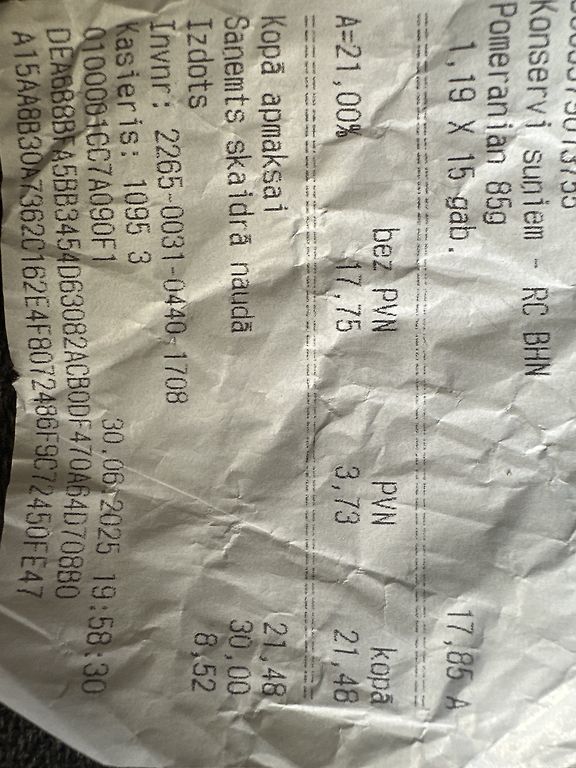 Konservi suņiem - RC BHN
Pomeranian 85g
1,19 X 15 gab. 17,85 A
bez PVN PVN kopā
A=21,00% 17,75 3,73 21,48
Kopā apmaksai 21,48
Saņemts skaidrā naudā 30,00
Izdots 8,52
Invnr: 2265-0031-0440-1708
Kasieris: 1095 3 30.06.2025 19:58:30
0100001CC7A090F1
DEA6B8BFA5BB3454D63082ACB0DF470A64D708B0
A15AA8B30A7362C162E4F8072486F9C72450FE47